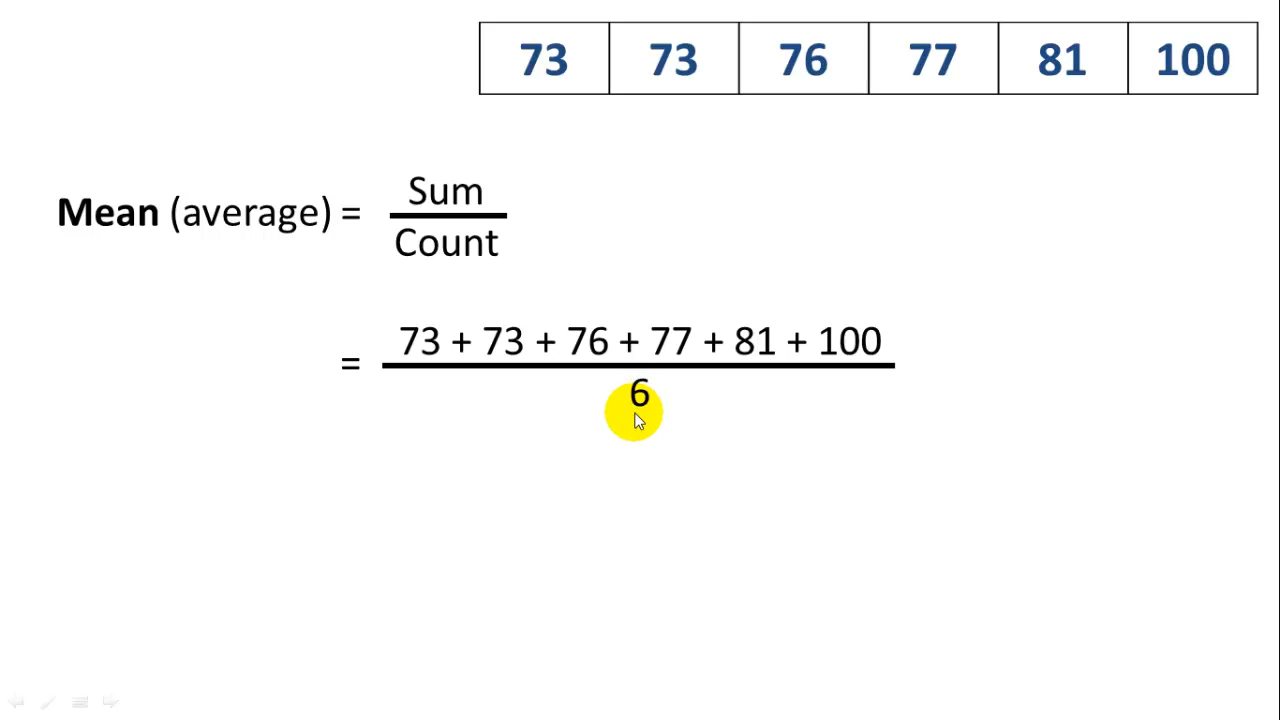 73 73 76 77 81 100
Sum
Mean (average) =
Count
73 + 73 + 76 + 77 + 81 + 100
=
6